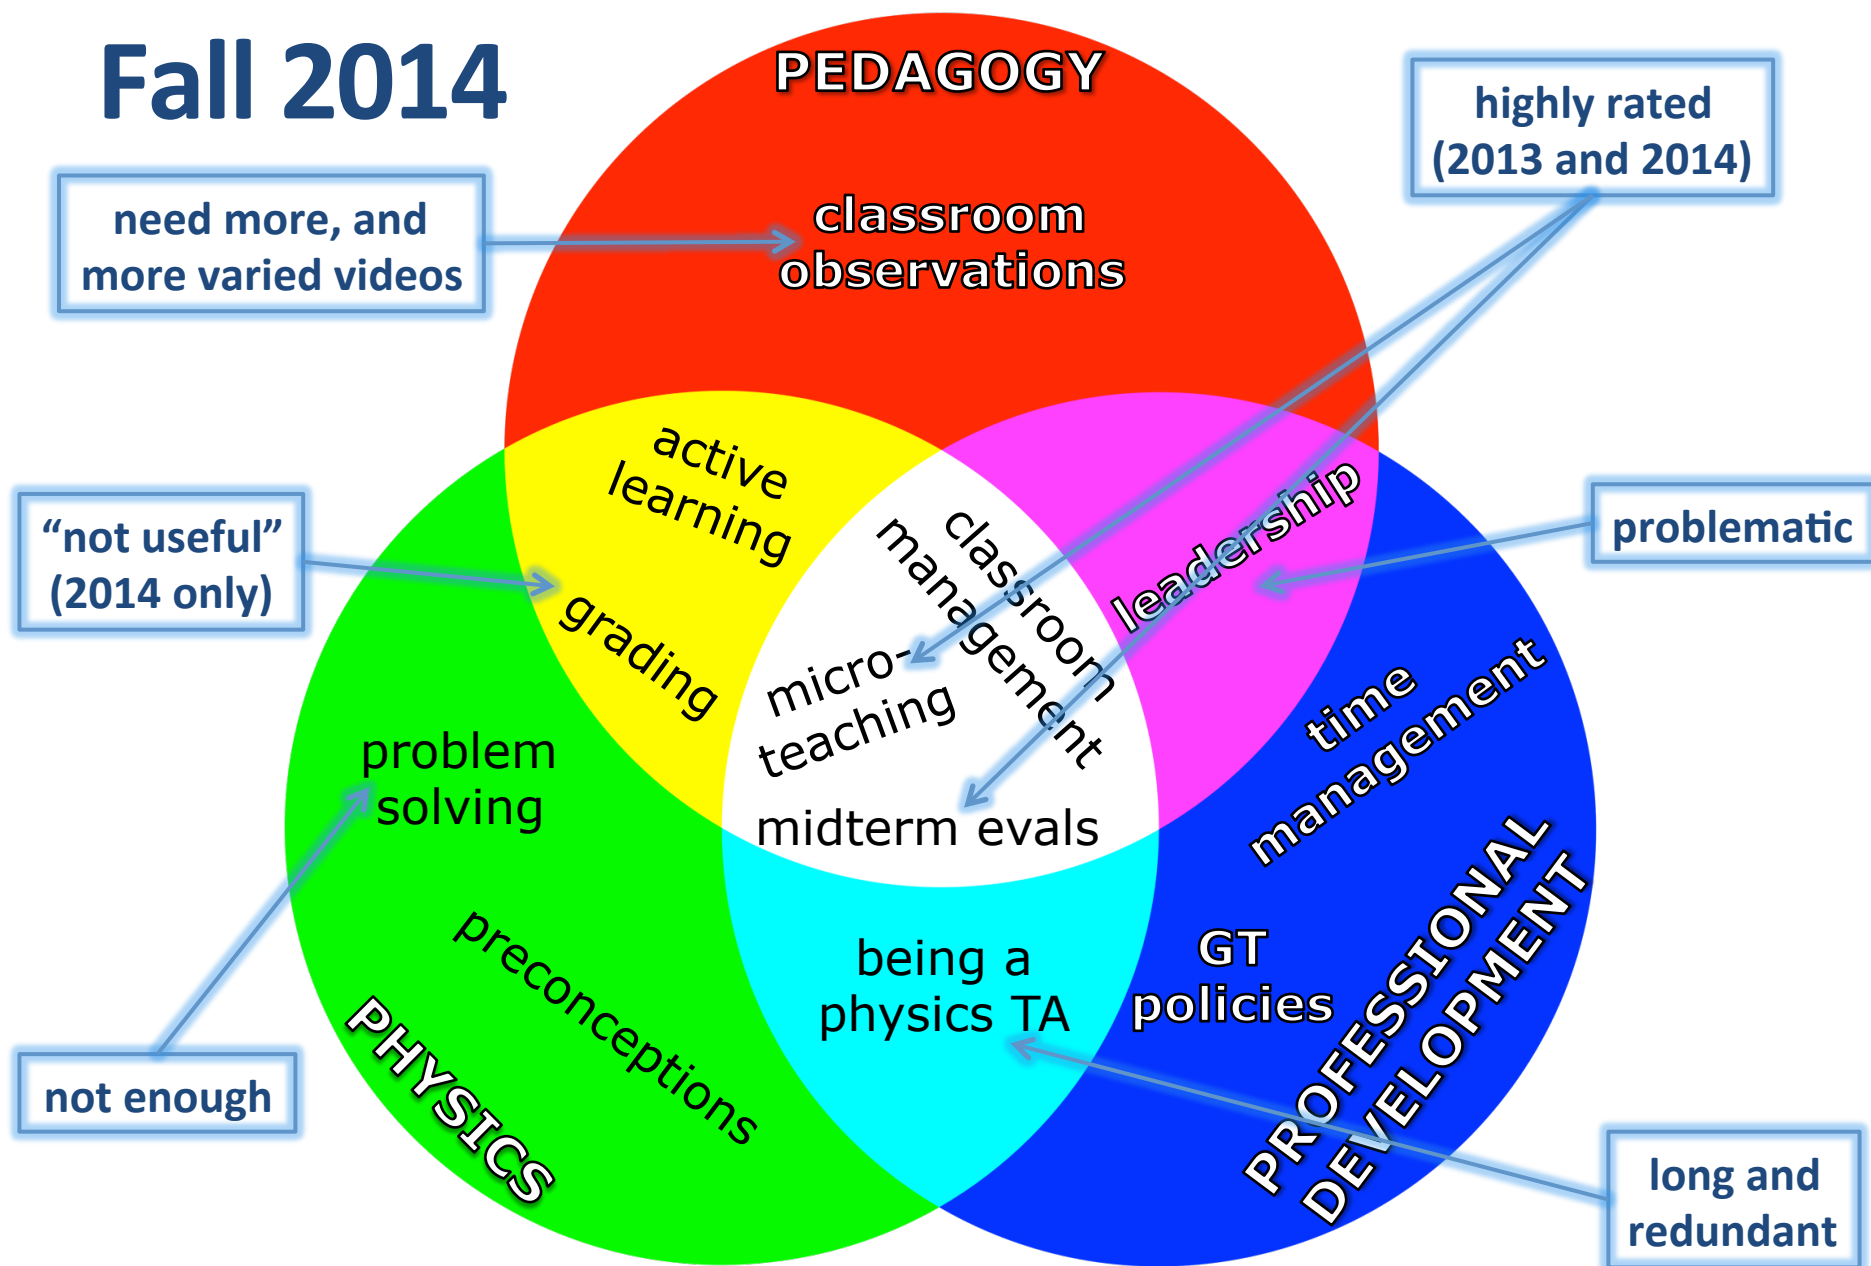 Fall 2014
PEDAGOGY
highly rated
(2013 and 2014)
need more, and
more varied videos
classroom
observations
active
learning
"not useful"
(2014 only)
grading
classroom
management
leadership
problematic
micro-
teaching
midterm evals
time
management
problem
solving
preconceptions
PHYSICS
not enough
being a
physics TA
GT
policies
PROFESSIONAL
DEVELOPMENT
long and
redundant